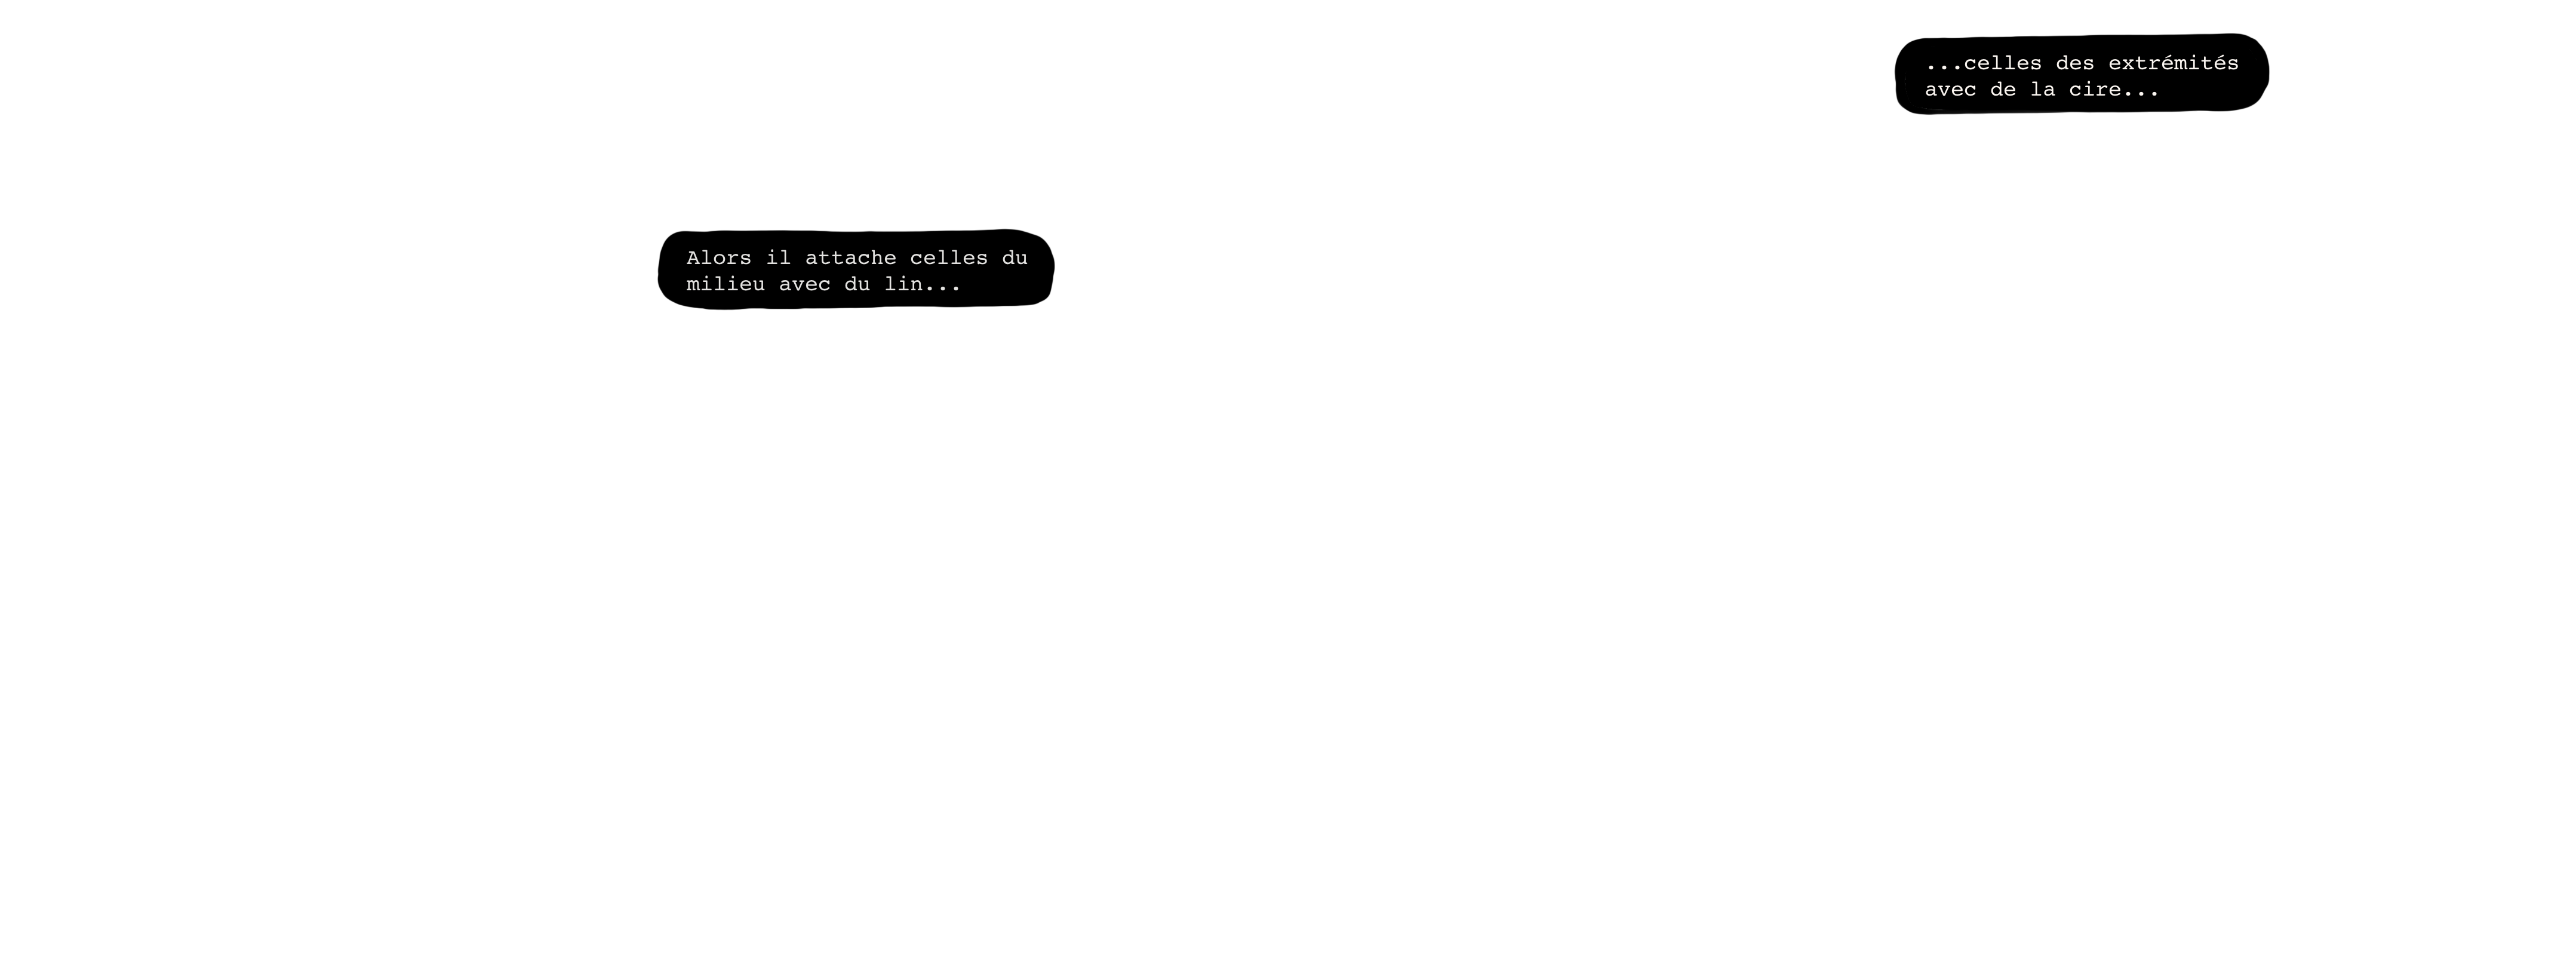 Alors il attache celles du
milieu avec du lin...
...celles des extrémités
avec de la cire...